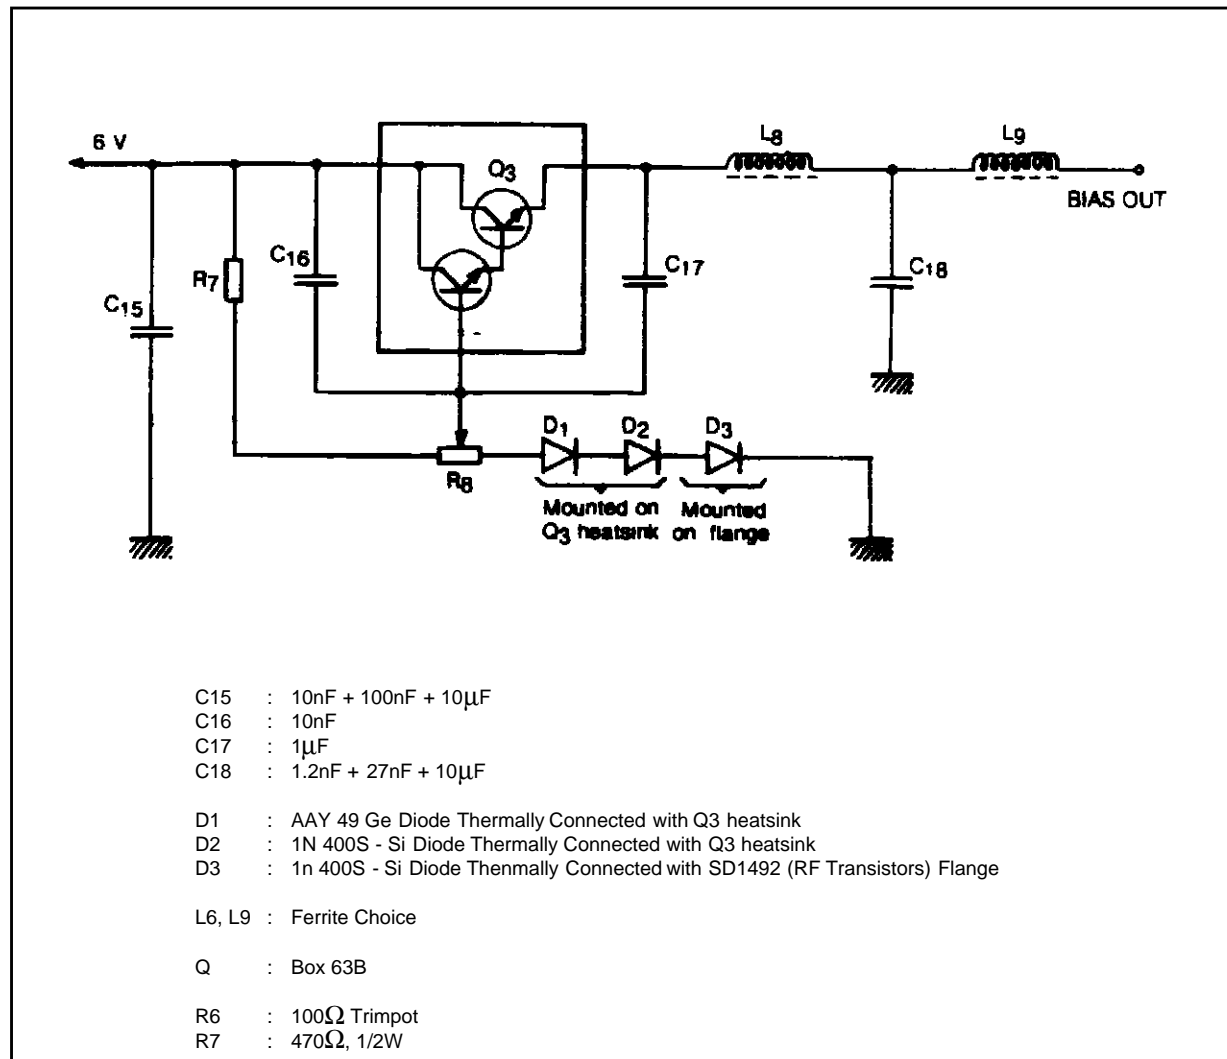 6 V
Q3
L8
L9
BIAS OUT
R7
C16
C17
C18
C15
D1 D2 D3
R8
Mounted on Mounted
Q3 heatsink on flange
C15 : 10nF + 100nF + 10μF
C16 : 10nF
C17 : 1μF
C18 : 1.2nF + 27nF + 10μF
D1 : AAY 49 Ge Diode Thermally Connected with Q3 heatsink
D2 : 1N 400S - Si Diode Thermally Connected with Q3 heatsink
D3 : 1n 400S - Si Diode Thenmally Connected with SD1492 (RF Transistors) Flange
L6, L9 : Ferrite Choice
Q : Box 63B
R6 : 100Ω Trimpot
R7 : 470Ω, 1/2W